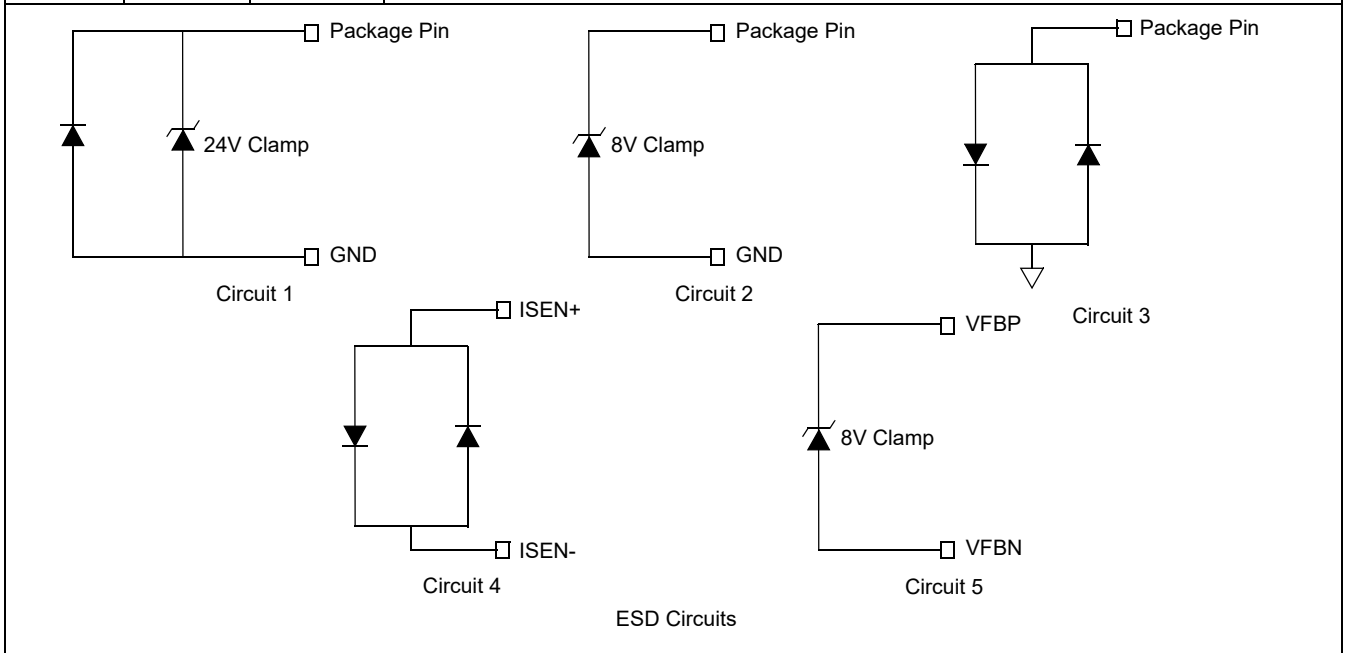 Package Pin
24V Clamp
GND
Circuit 1
Package Pin
8V Clamp
GND
Circuit 2
Package Pin
Circuit 3
ISEN+
ISEN-
Circuit 4
VFBP
8V Clamp
VFBN
Circuit 5
ESD Circuits